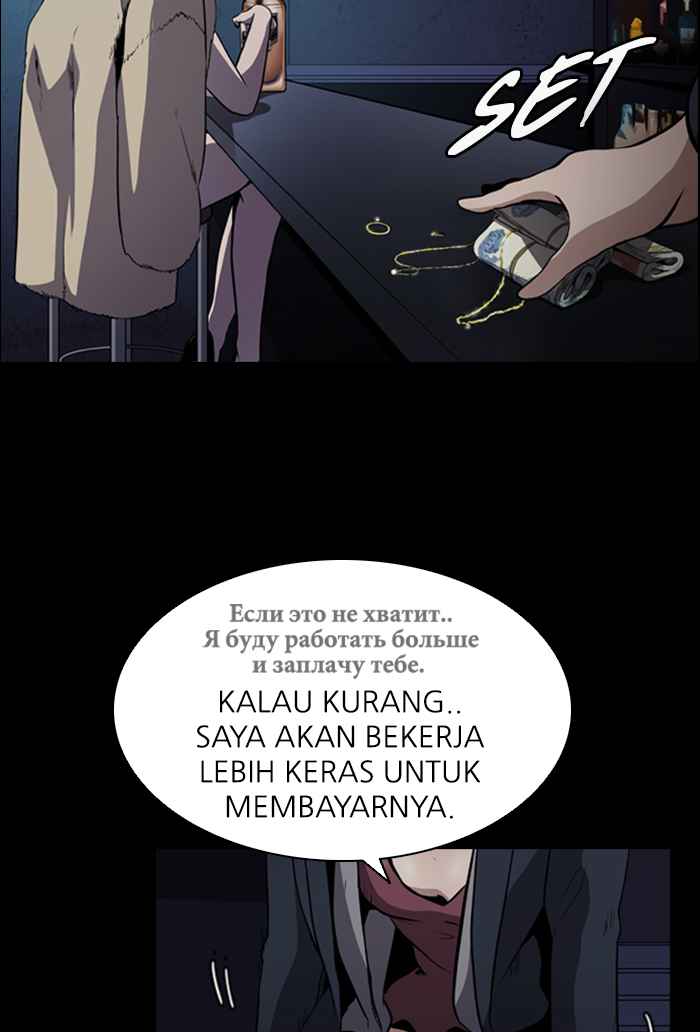 SET
Если это не хватит..
Я буду работать больше
и заплачу тебе.
KALAU KURANG..
SAYA AKAN BEKERJA
LEBIH KERAS UNTUK
MEMBAYARNYA.